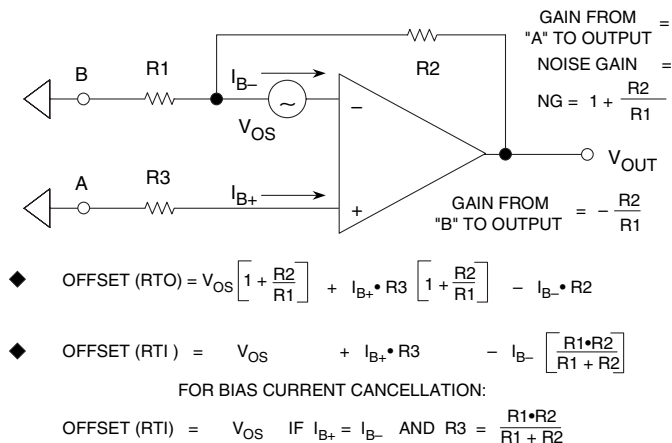 GAIN FROM
"A" TO OUTPUT =
NOISE GAIN =
NG = 1 + R2/R1
B
R1
I_B–
R2
~
V_OS
–
V_OUT
A
R3
I_B+
+
GAIN FROM
"B" TO OUTPUT = – R2/R1
◆ OFFSET (RTO) = V_OS [1 + R2/R1] + I_B+ • R3 [1 + R2/R1] – I_B– • R2
◆ OFFSET (RTI ) = V_OS + I_B+ • R3 – I_B– [R1•R2/R1 + R2]
FOR BIAS CURRENT CANCELLATION:
OFFSET (RTI) = V_OS IF I_B+ = I_B– AND R3 = R1•R2/R1 + R2